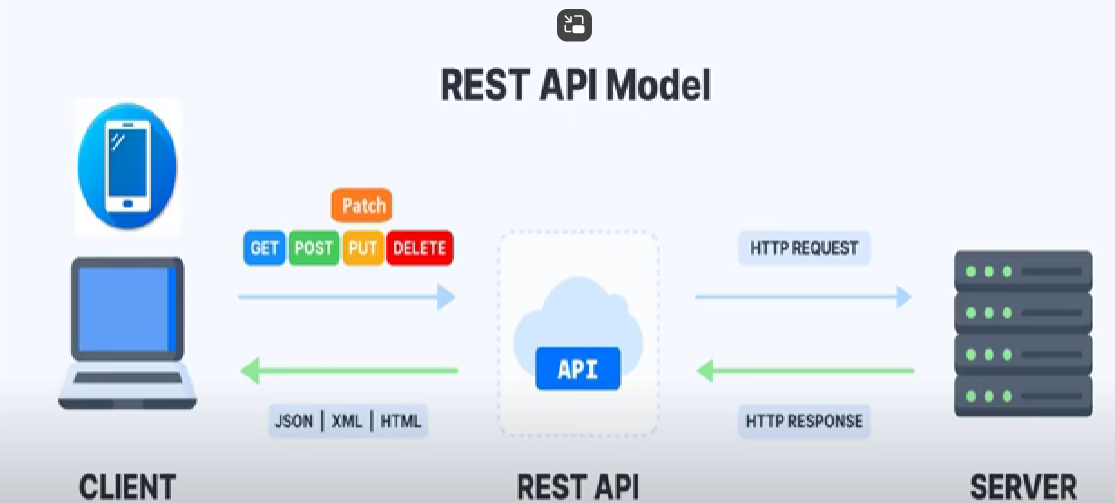 REST API Model
Patch
GET POST PUT DELETE
HTTP REQUEST
API
JSON | XML | HTML
HTTP RESPONSE
CLIENT
REST API
SERVER